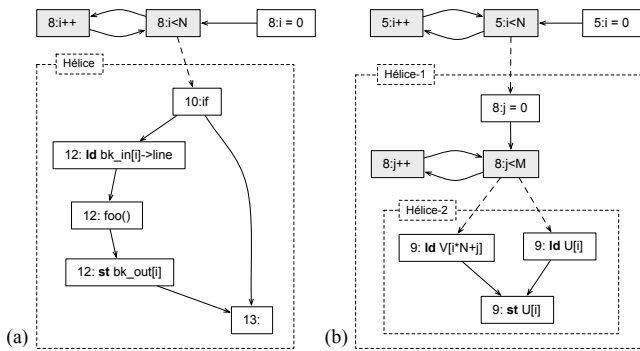 8:i++
8:i<N
8:i = 0
Hélice
10:if
12: ld bk_in[i]->line
12: foo()
12: st bk_out[i]
13:
(a)
5:i++
5:i<N
5:i = 0
Hélice-1
8:j = 0
8:j++
8:j<M
Hélice-2
9: ld V[i*N+j]
9: ld U[i]
9: st U[i]
(b)